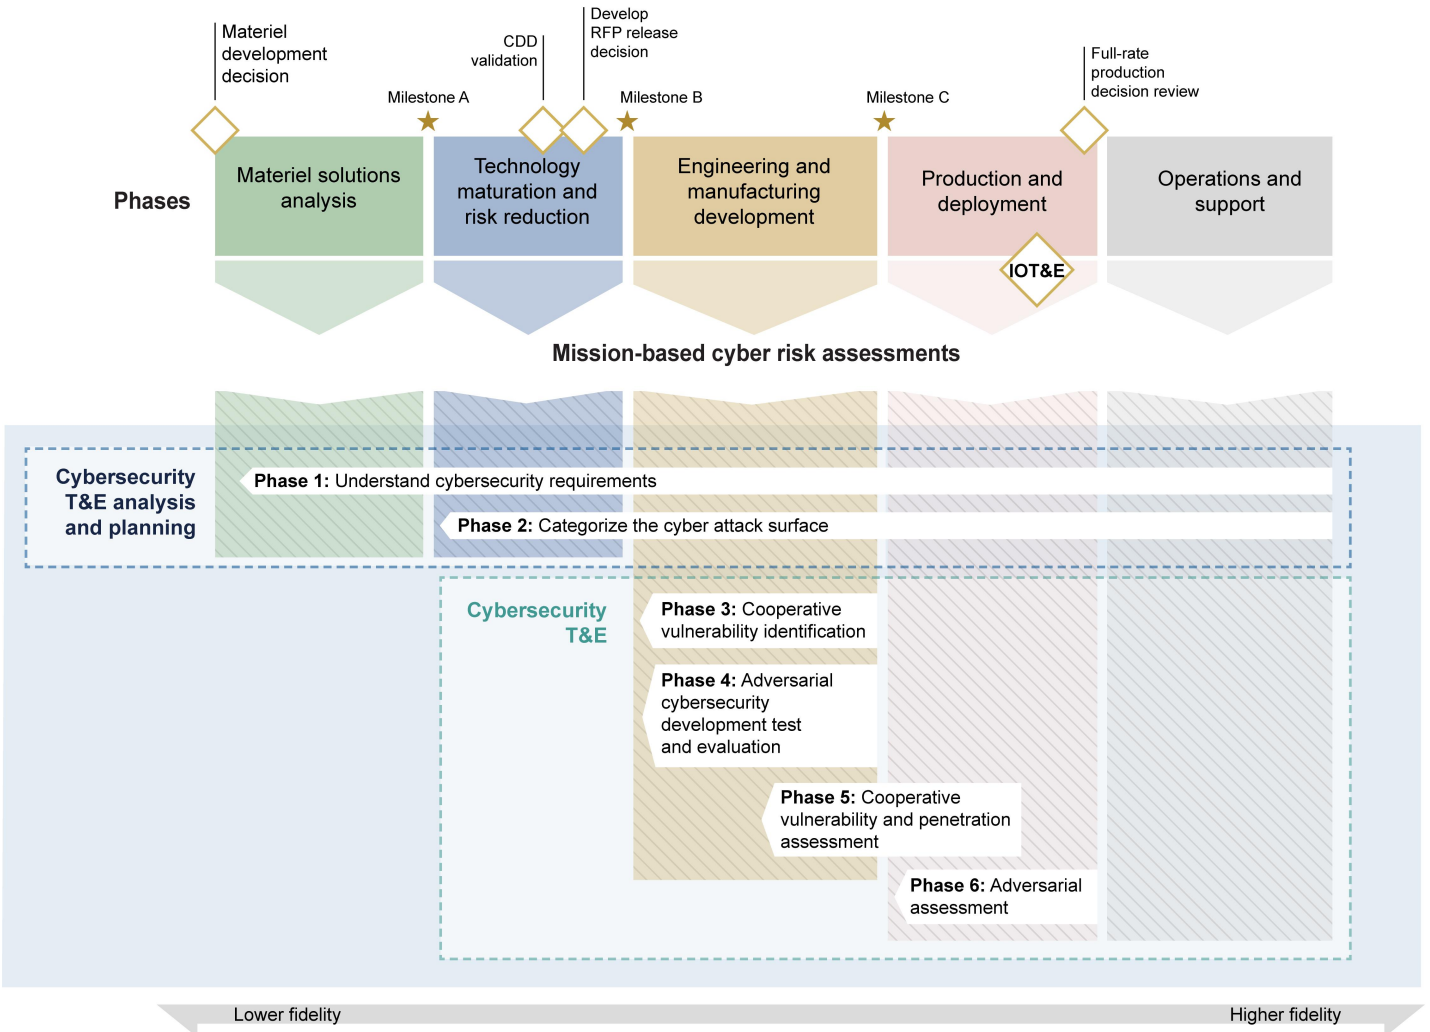 Materiel
development
decision
CDD
validation
Develop
RFP release
decision
Full-rate
production
decision review
Milestone A
Milestone B
Milestone C
Phases
Materiel solutions
analysis
Technology
maturation and
risk reduction
Engineering and
manufacturing
development
Production and
deployment
Operations and
support
IOT&E
Mission-based cyber risk assessments
Cybersecurity
T&E analysis
and planning
Phase 1: Understand cybersecurity requirements
Phase 2: Categorize the cyber attack surface
Cybersecurity
T&E
Phase 3: Cooperative
vulnerability identification
Phase 4: Adversarial
cybersecurity
development test
and evaluation
Phase 5: Cooperative
vulnerability and penetration
assessment
Phase 6: Adversarial
assessment
Lower fidelity
Higher fidelity